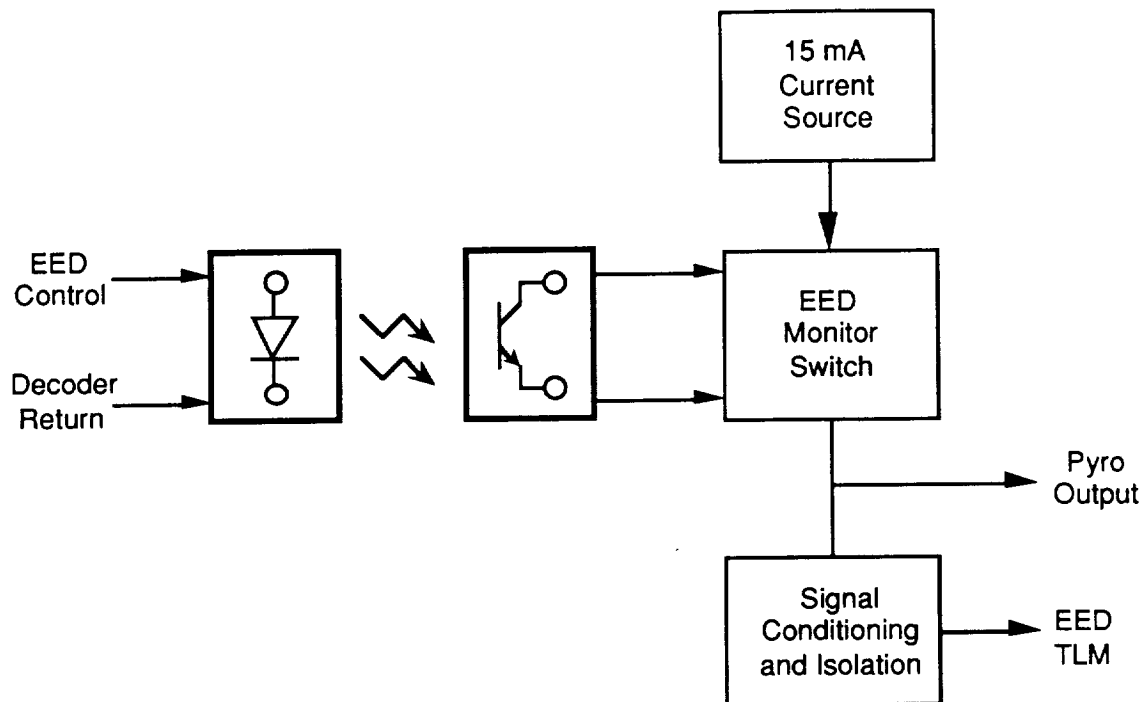 15 mA
Current
Source
EED
Control
Decoder
Return
EED
Monitor
Switch
Pyro
Output
Signal
Conditioning
and Isolation
EED
TLM